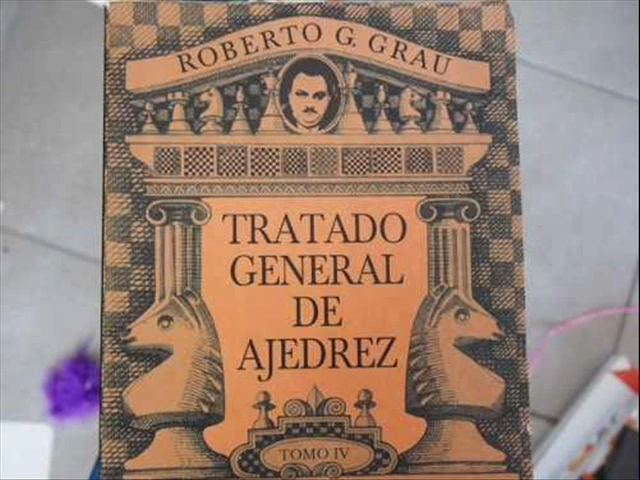 ROBERTO G. GRAU
TRATADO
GENERAL
DE
AJEDREZ
TOMO IV